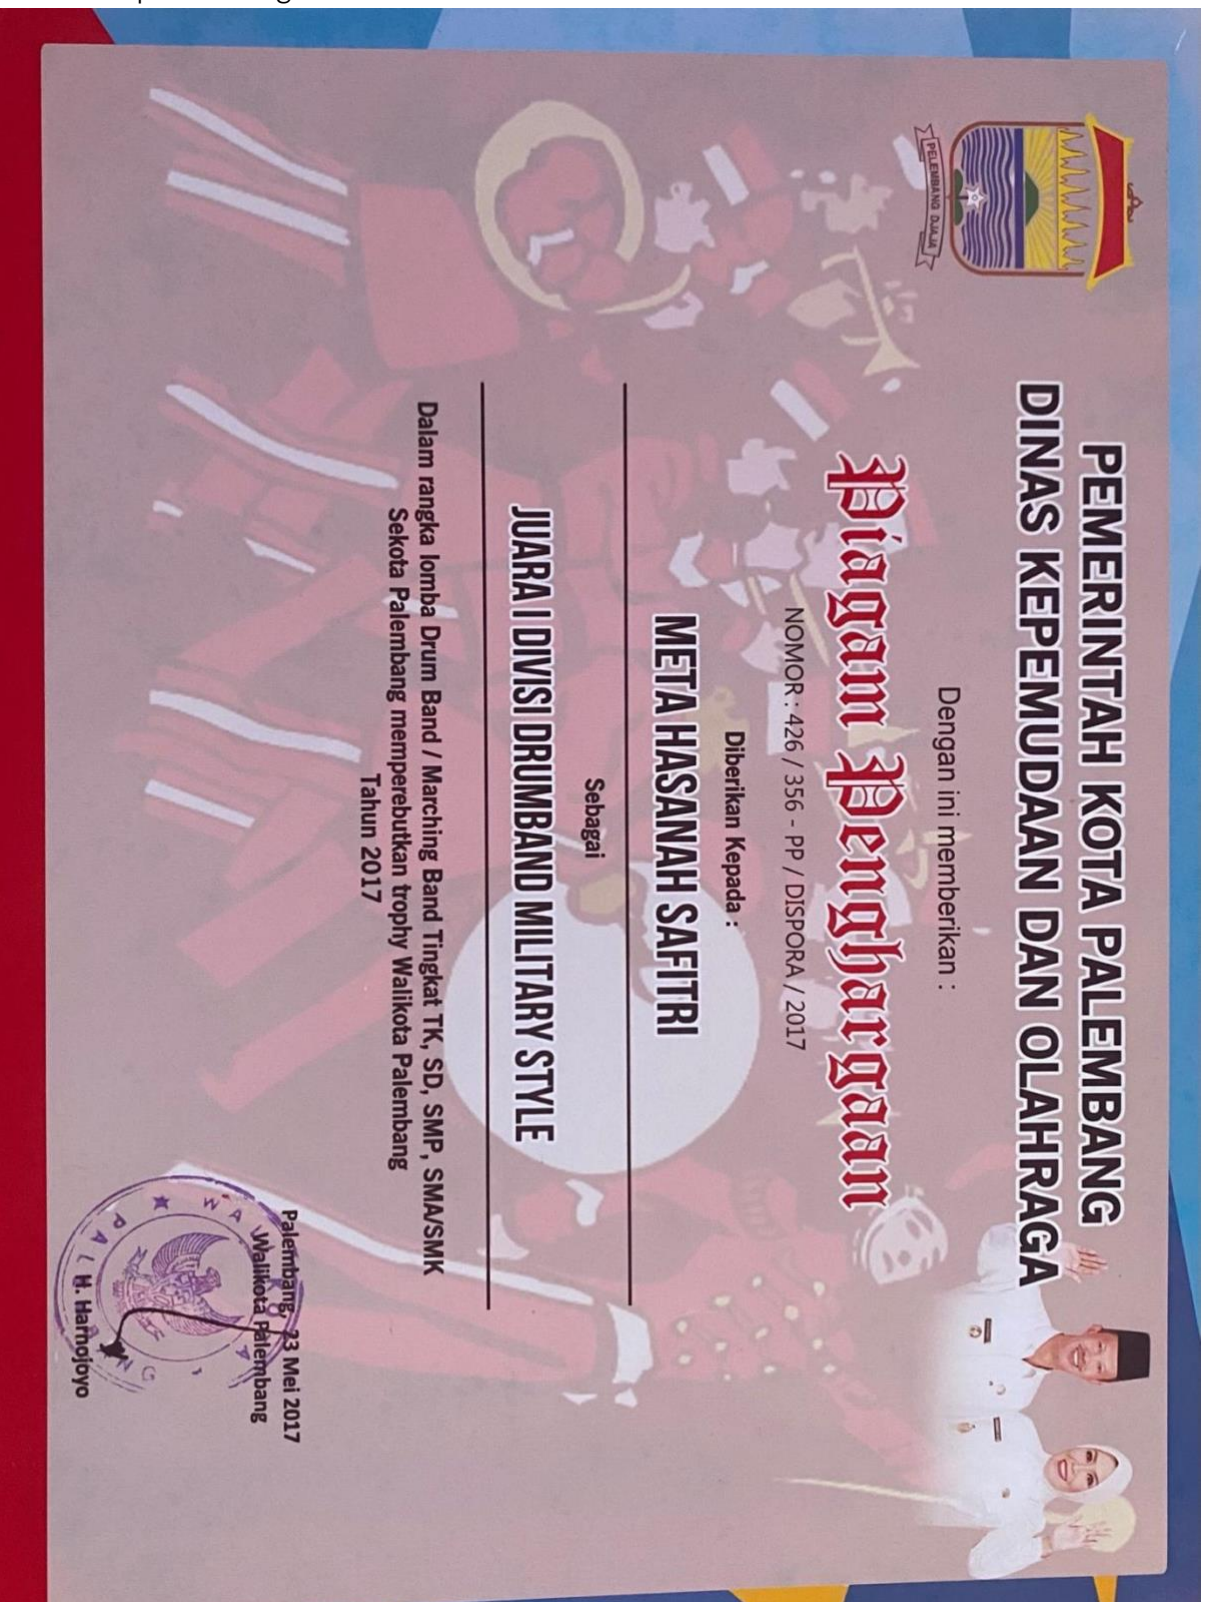 PEMERINTAH KOTA PALEMBANG
DINAS KEPEMUDAAN DAN OLAHRAGA
PELEMBANG DJAJA
Dengan ini memberikan :
Piagam Penghargaan
NOMOR : 426 / 356 - PP / DISPORA / 2017
Diberikan Kepada :
META HASANAH SAFITRI
Sebagai
JUARA I DIVISI DRUMBAND MILITARY STYLE
Dalam rangka lomba Drum Band / Marching Band Tingkat TK, SD, SMP, SMA/SMK
Sekota Palembang memperebutkan trophy Walikota Palembang
Tahun 2017
Palembang, 23 Mei 2017
Walikota Palembang
H. Harnojoyo